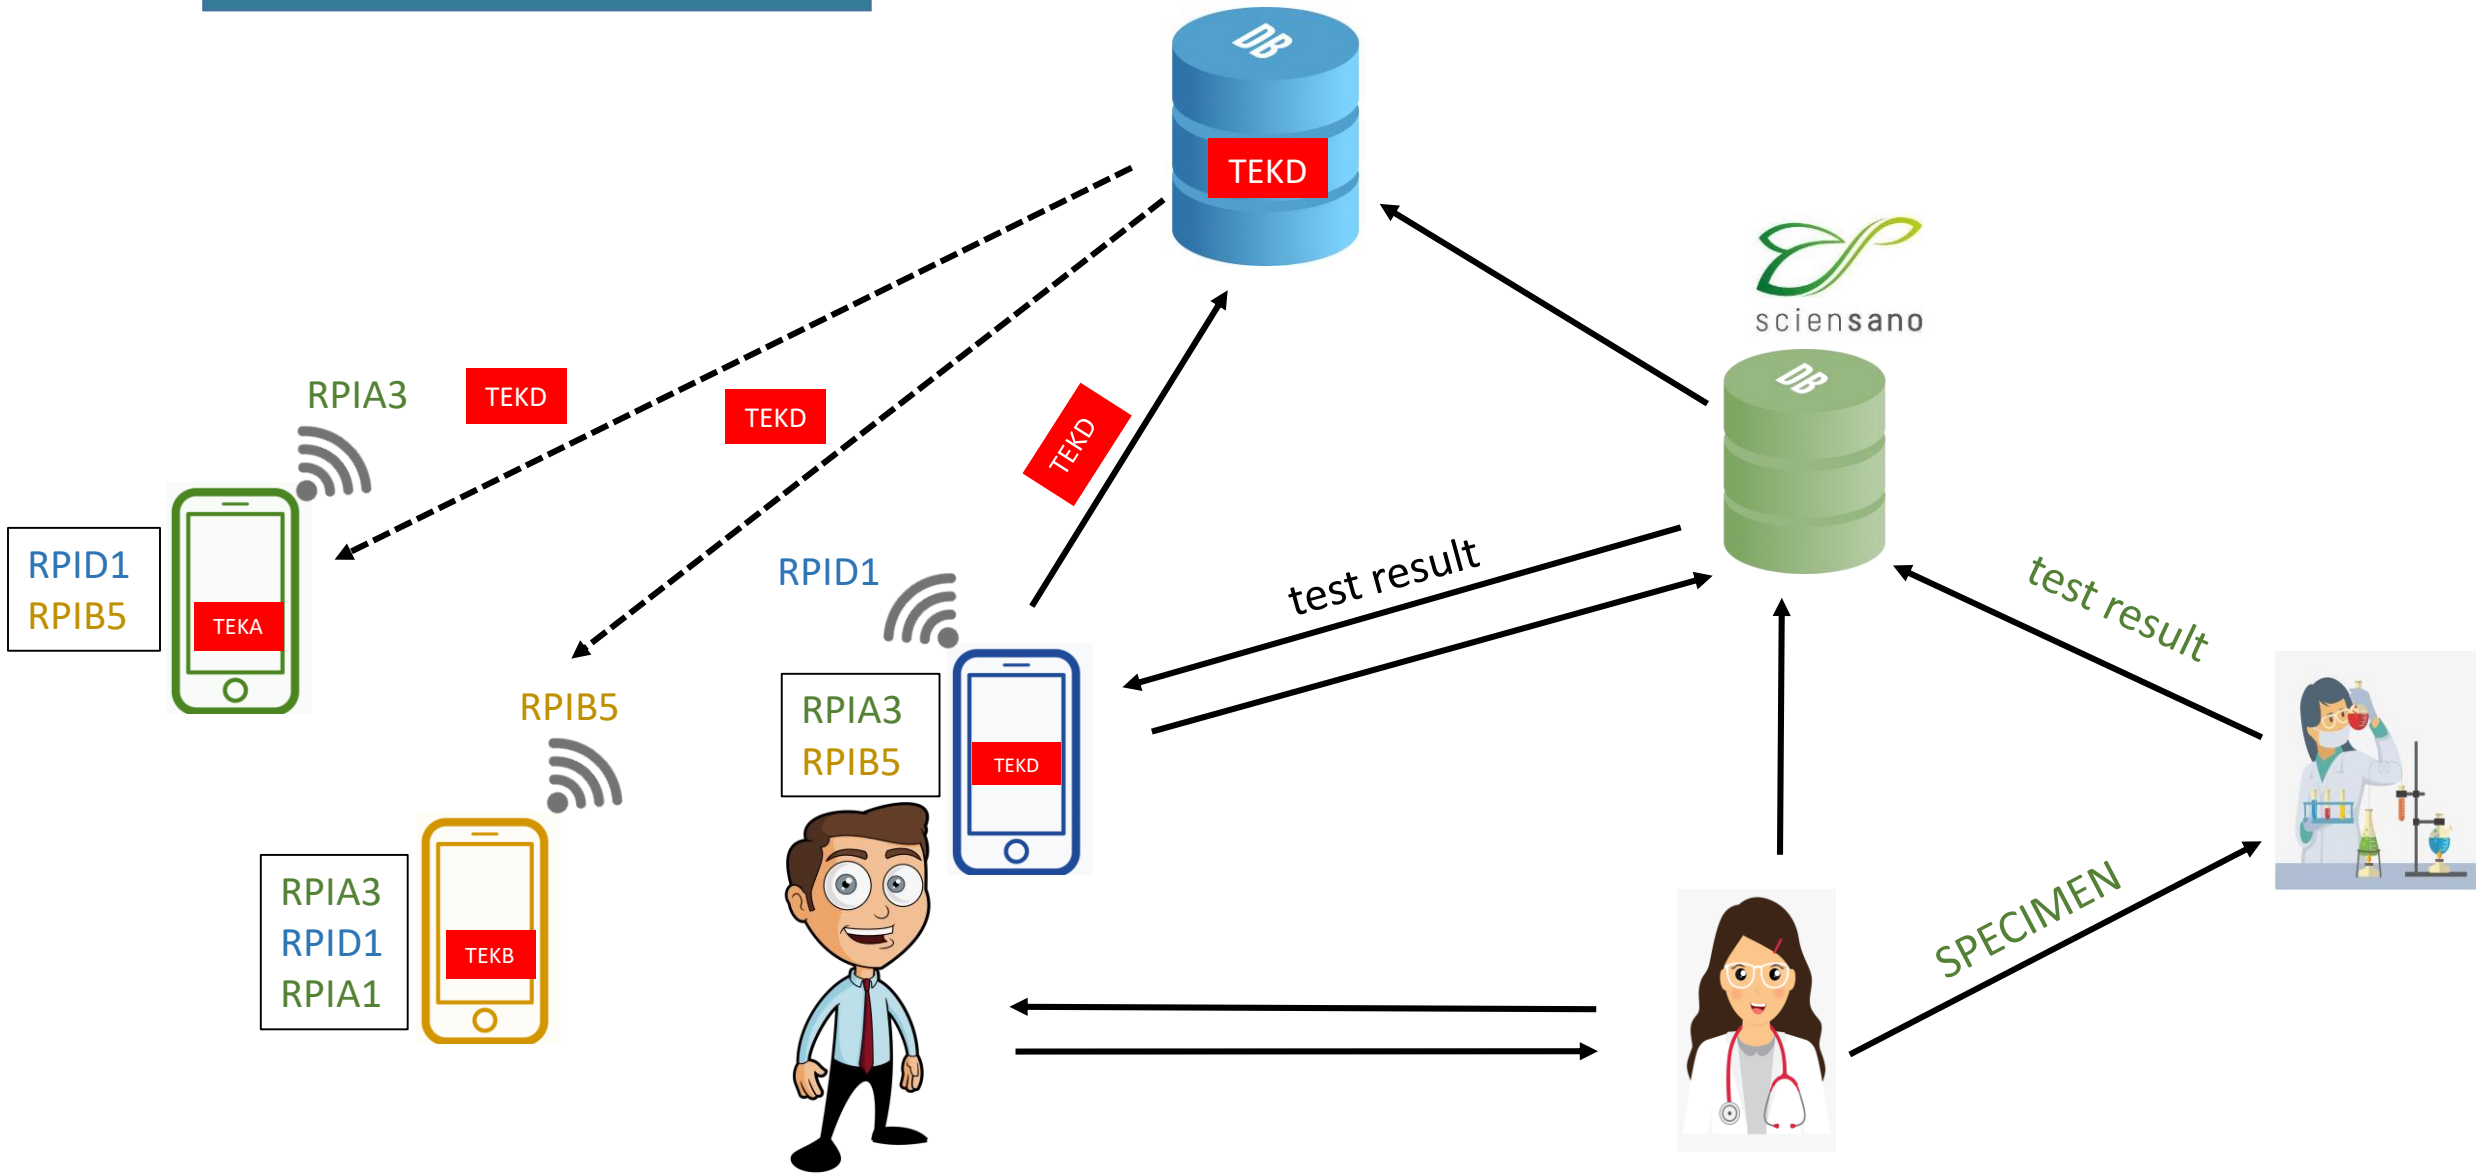 DB
TEKD
sciensano
DB
RPIA3
TEKD
TEKD
TEKD
RPID1
RPIB5
TEKA
RPID1
test result
test result
RPIB5
RPIA3
RPIB5
TEKD
RPIA3
RPID1
RPIA1
TEKB
SPECIMEN